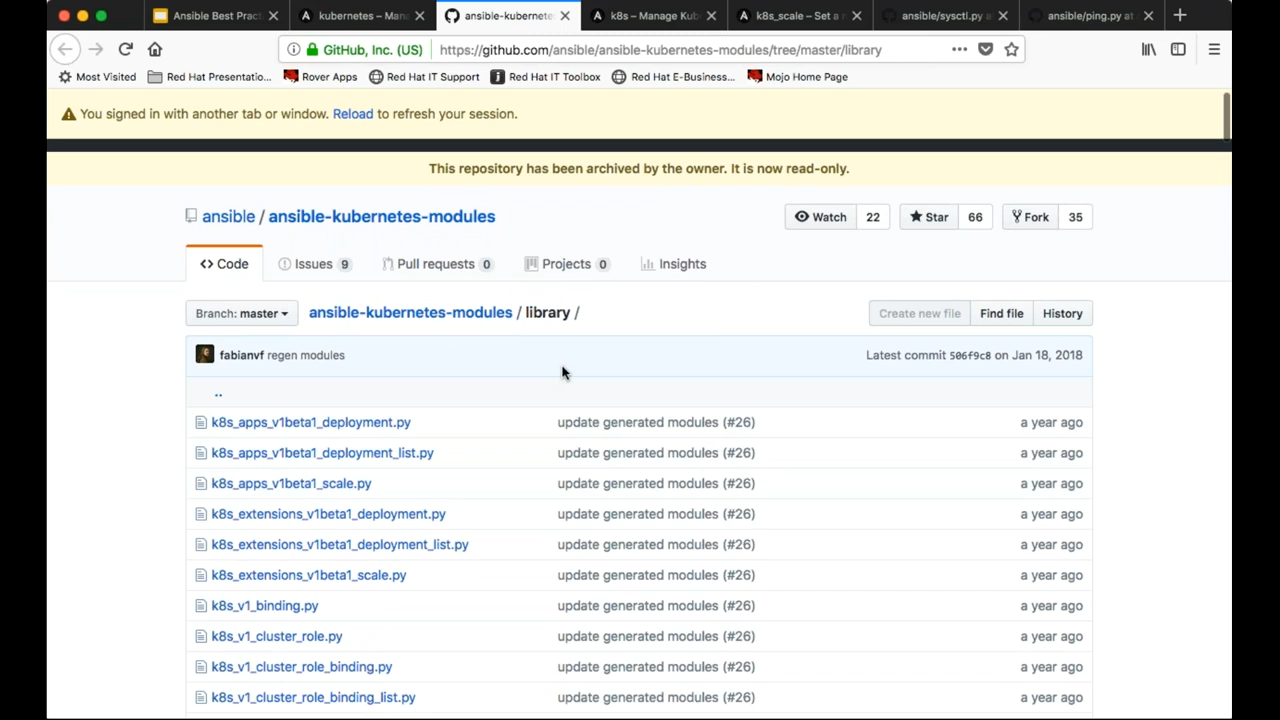 Ansible Best Pract
kubernetes – Man
ansible-kubernete
k8s – Manage Kub
k8s_scale – Set a n
ansible/sysctl.py at
ansible/ping.py at
GitHub, Inc. (US) https://github.com/ansible/ansible-kubernetes-modules/tree/master/library
Most Visited Red Hat Presentatio... Rover Apps Red Hat IT Support Red Hat IT Toolbox Red Hat E-Business... Mojo Home Page
You signed in with another tab or window. Reload to refresh your session.
This repository has been archived by the owner. It is now read-only.
ansible / ansible-kubernetes-modules Watch 22 Star 66 Fork 35
Code Issues 9 Pull requests 0 Projects 0 Insights
Branch: master ansible-kubernetes-modules / library / Create new file Find file History
fabianvf regen modules Latest commit 506f9c8 on Jan 18, 2018
..
k8s_apps_v1beta1_deployment.py update generated modules (#26) a year ago
k8s_apps_v1beta1_deployment_list.py update generated modules (#26) a year ago
k8s_apps_v1beta1_scale.py update generated modules (#26) a year ago
k8s_extensions_v1beta1_deployment.py update generated modules (#26) a year ago
k8s_extensions_v1beta1_deployment_list.py update generated modules (#26) a year ago
k8s_extensions_v1beta1_scale.py update generated modules (#26) a year ago
k8s_v1_binding.py update generated modules (#26) a year ago
k8s_v1_cluster_role.py update generated modules (#26) a year ago
k8s_v1_cluster_role_binding.py update generated modules (#26) a year ago
k8s_v1_cluster_role_binding_list.py update generated modules (#26) a year ago